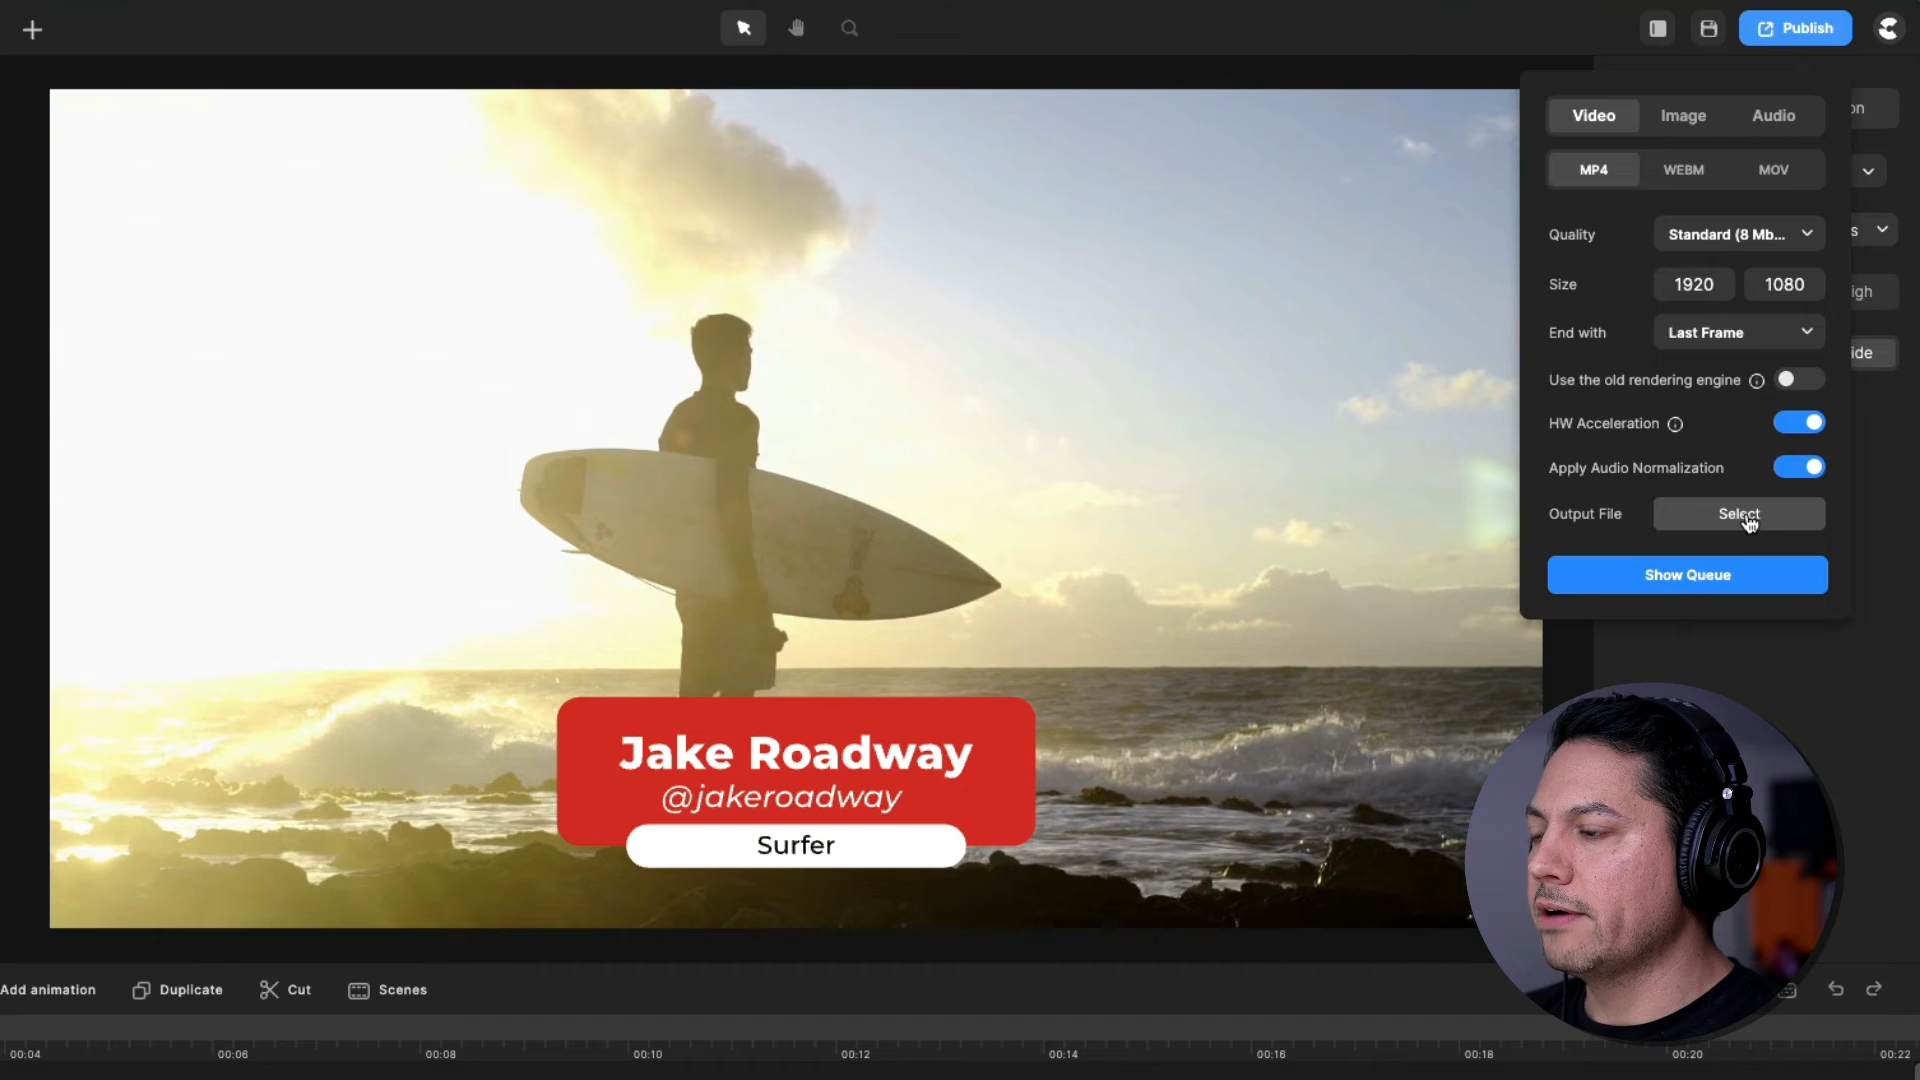 Publish
Video Image Audio
on
MP4 WEBM MOV
Quality Standard (8 Mb...
s
Size 1920 1080
igh
End with Last Frame
ide
Use the old rendering engine
HW Acceleration
Apply Audio Normalization
Output File Select
Show Queue
Jake Roadway
@jakeroadway
Surfer
Add animation Duplicate Cut Scenes
00:04 00:06 00:08 00:10 00:12 00:14 00:16 00:18 00:20 00:22